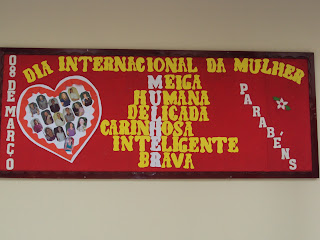 08 DE MARÇO
DIA INTERNACIONAL DA MULHER
MEIGA
HUMANA
DELICADA
CARINHOSA
INTELIGENTE
BRAVA
PARABÉNS